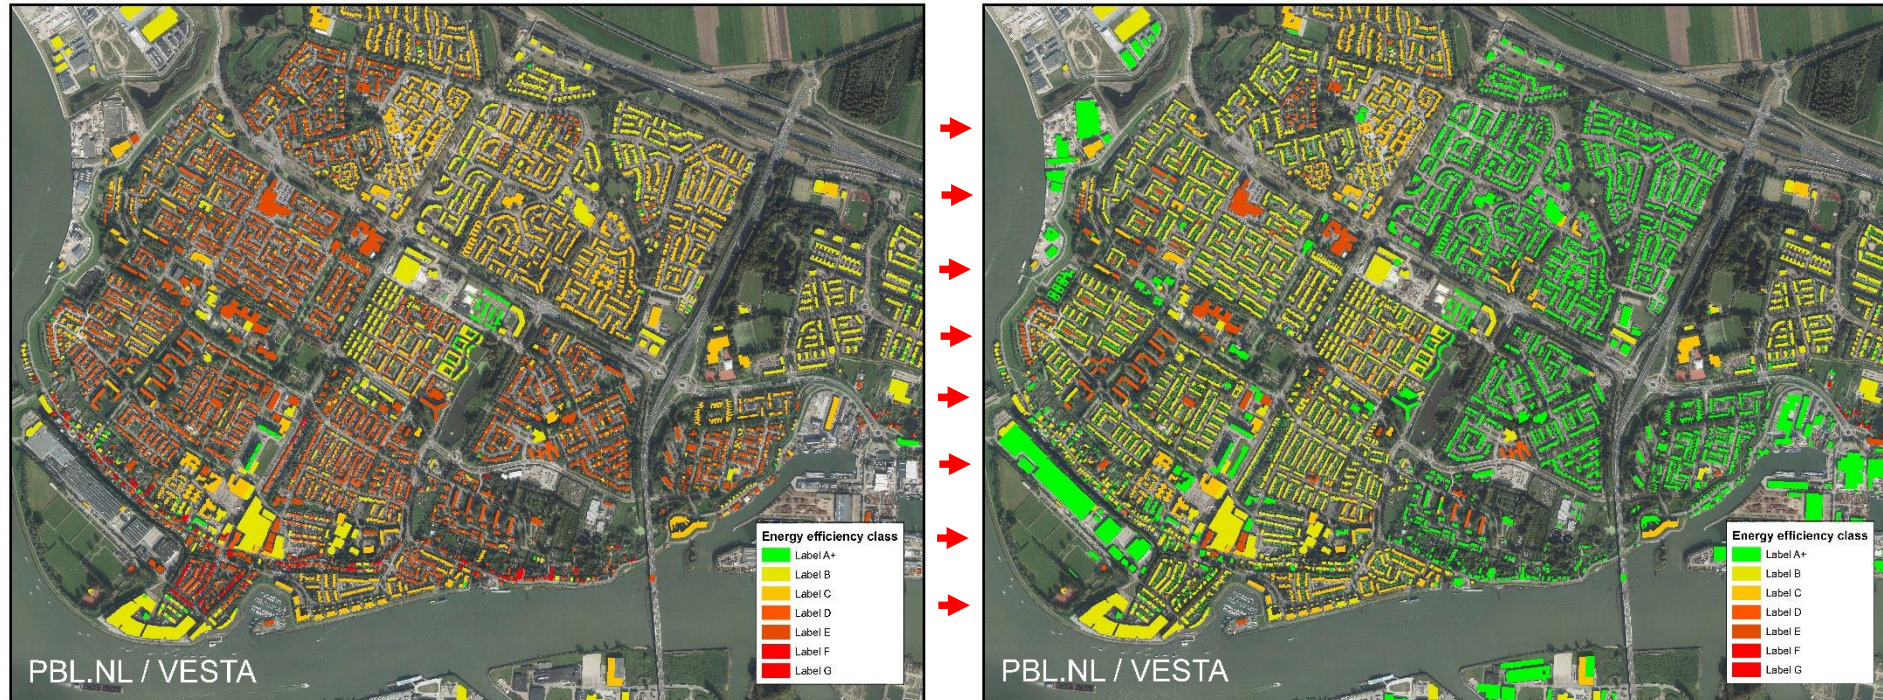 Energy efficiency class
Label A+
Label B
Label C
Label D
Label E
Label F
Label G
PBL.NL / VESTA
Energy efficiency class
Label A+
Label B
Label C
Label D
Label E
Label F
Label G
PBL.NL / VESTA